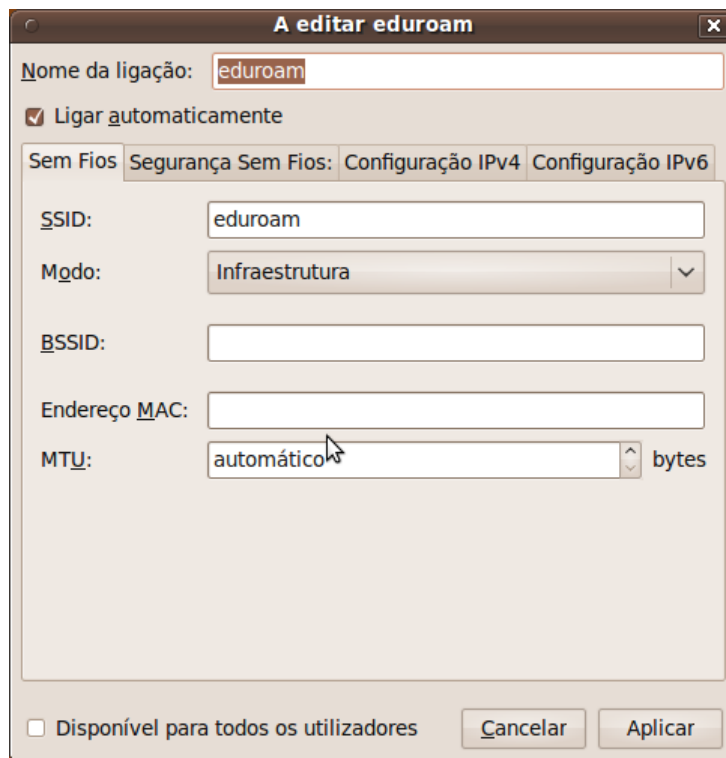 A editar eduroam
Nome da ligação: eduroam
Ligar automaticamente
Sem Fios Segurança Sem Fios: Configuração IPv4 Configuração IPv6
SSID: eduroam
Modo: Infraestrutura
BSSID:
Endereço MAC:
MTU: automático bytes
Disponível para todos os utilizadores Cancelar Aplicar